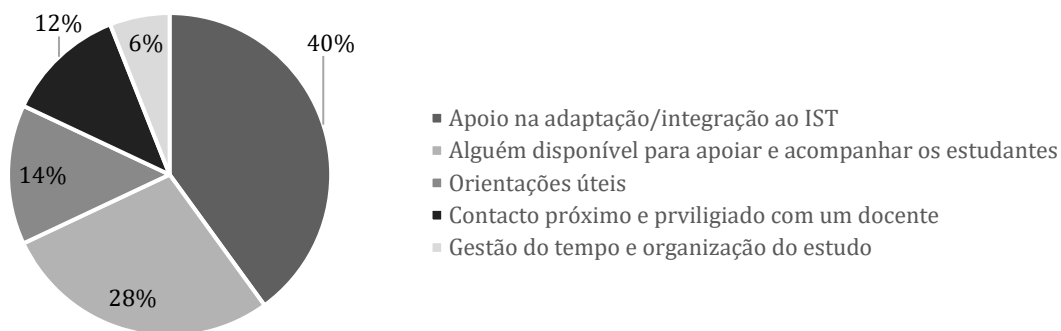 12%
6%
40%
14%
28%
Apoio na adaptação/integração ao IST
Alguém disponível para apoiar e acompanhar os estudantes
Orientações úteis
Contacto próximo e prviligiado com um docente
Gestão do tempo e organização do estudo